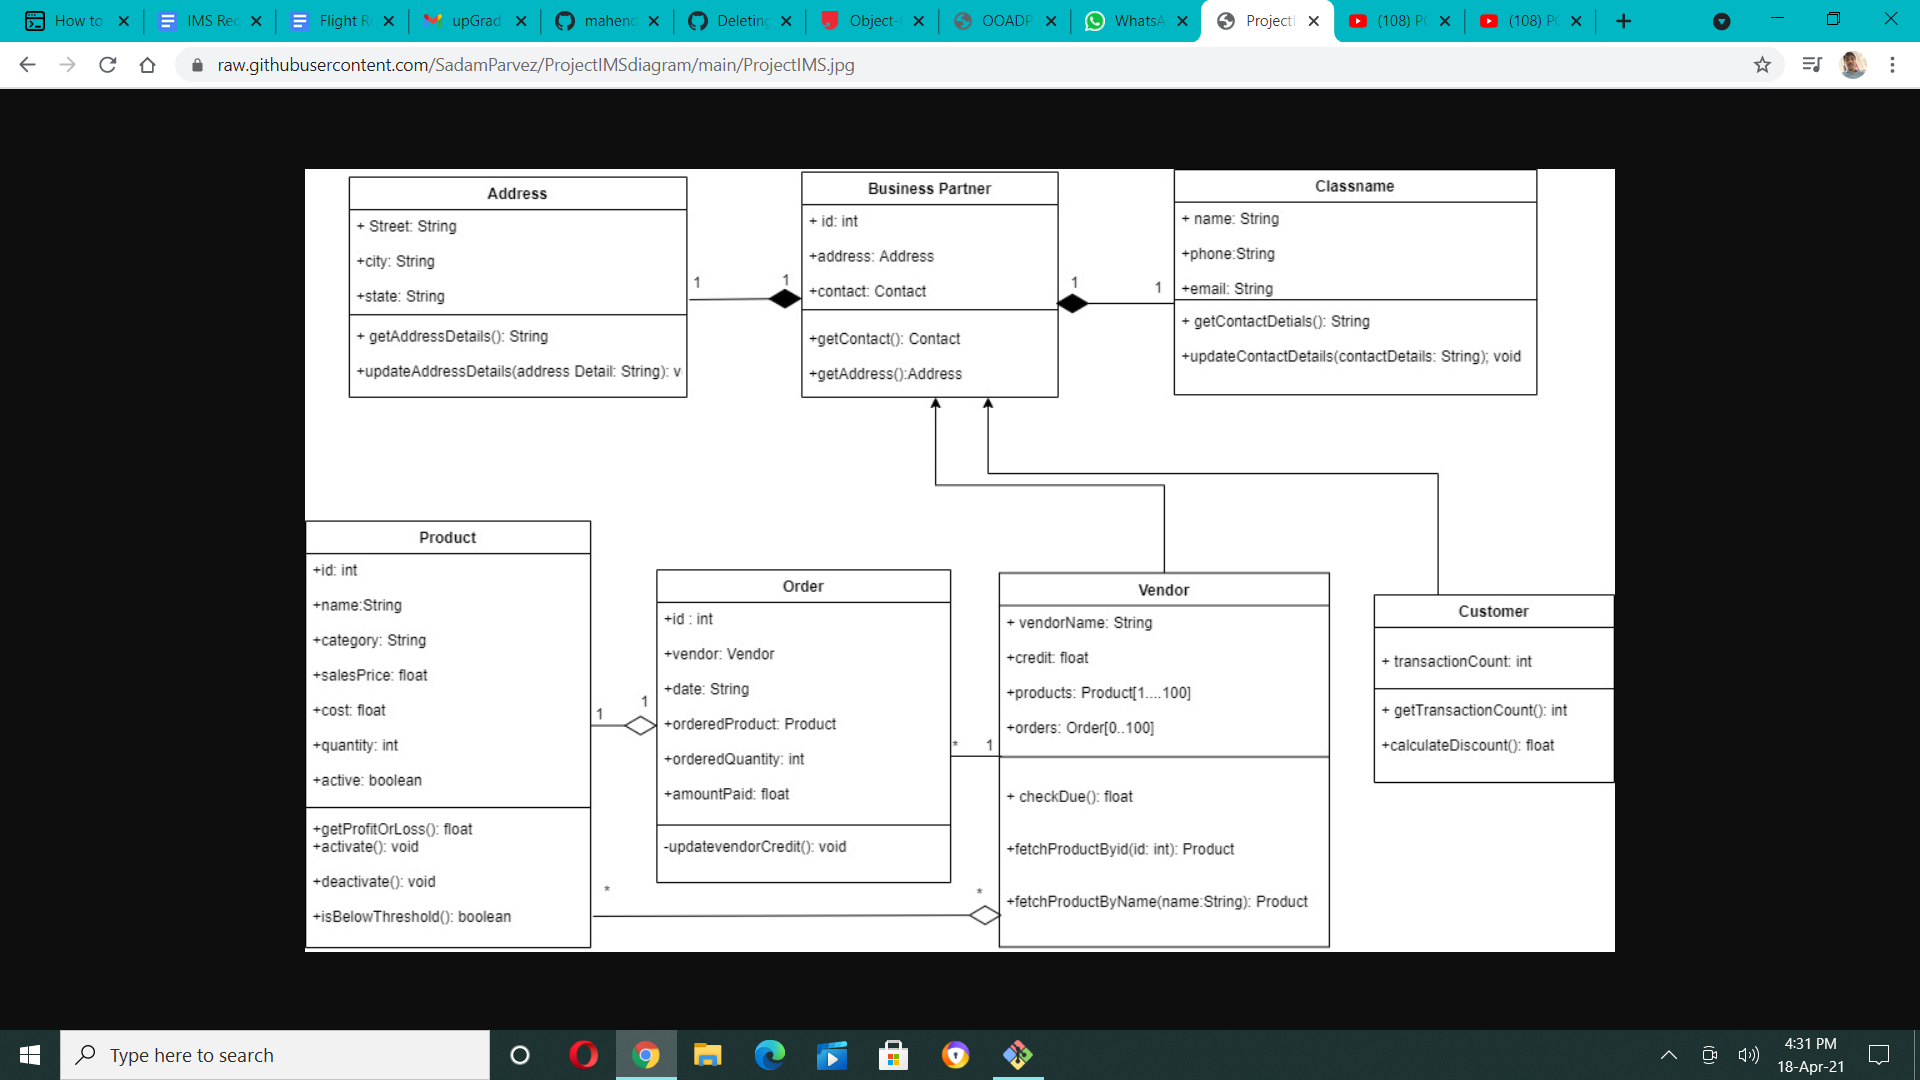 How to
IMS Rec
Flight Re
upGrad
mahend
Deleting
Object-
OOADP
WhatsA
Project
(108) PC
(108) PC
raw.githubusercontent.com/SadamParvez/ProjectIMSdiagram/main/ProjectIMS.jpg
Address
+ Street: String
+city: String
+state: String
+ getAddressDetails(): String
+updateAddressDetails(address Detail: String): v
1
1
Business Partner
+ id: int
+address: Address
+contact: Contact
+getContact(): Contact
+getAddress():Address
1
1
Classname
+ name: String
+phone:String
+email: String
+ getContactDetials(): String
+updateContactDetails(contactDetails: String); void
Product
+id: int
+name:String
+category: String
+salesPrice: float
+cost: float
+quantity: int
+active: boolean
+getProfitOrLoss(): float
+activate(): void
+deactivate(): void
+isBelowThreshold(): boolean
1
1
Order
+id : int
+vendor: Vendor
+date: String
+orderedProduct: Product
+orderedQuantity: int
+amountPaid: float
-updatevendorCredit(): void
*
1
*
*
Vendor
+ vendorName: String
+credit: float
+products: Product[1....100]
+orders: Order[0..100]
+ checkDue(): float
+fetchProductByid(id: int): Product
+fetchProductByName(name:String): Product
Customer
+ transactionCount: int
+ getTransactionCount(): int
+calculateDiscount(): float
Type here to search
4:31 PM
18-Apr-21